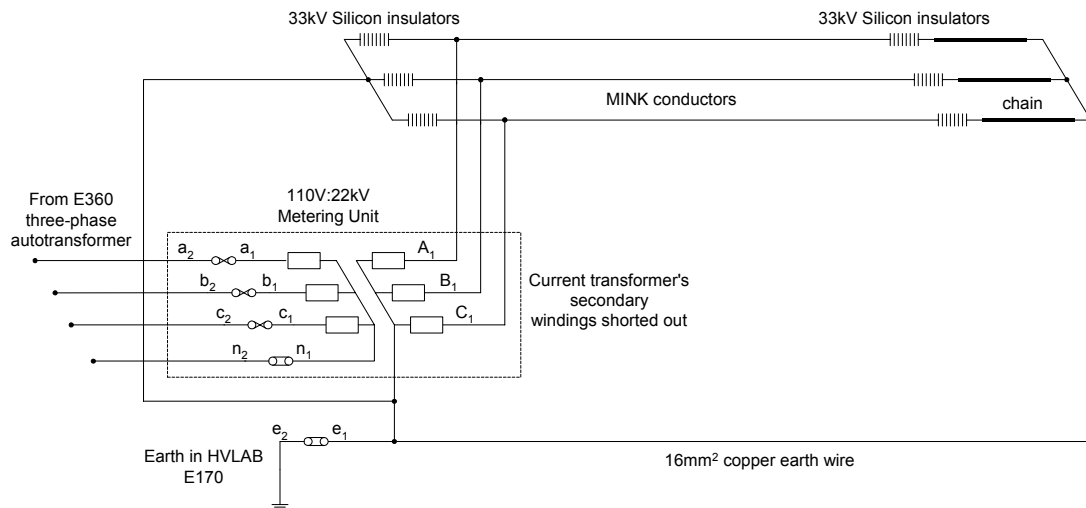 33kV Silicon insulators
33kV Silicon insulators
MINK conductors
chain
From E360
three-phase
autotransformer
110V:22kV
Metering Unit
a₂ a₁ A₁
b₂ b₁ B₁
c₂ c₁ C₁
n₂ n₁
Current transformer's
secondary
windings shorted out
e₂ e₁
Earth in HVLAB
E170
16mm² copper earth wire